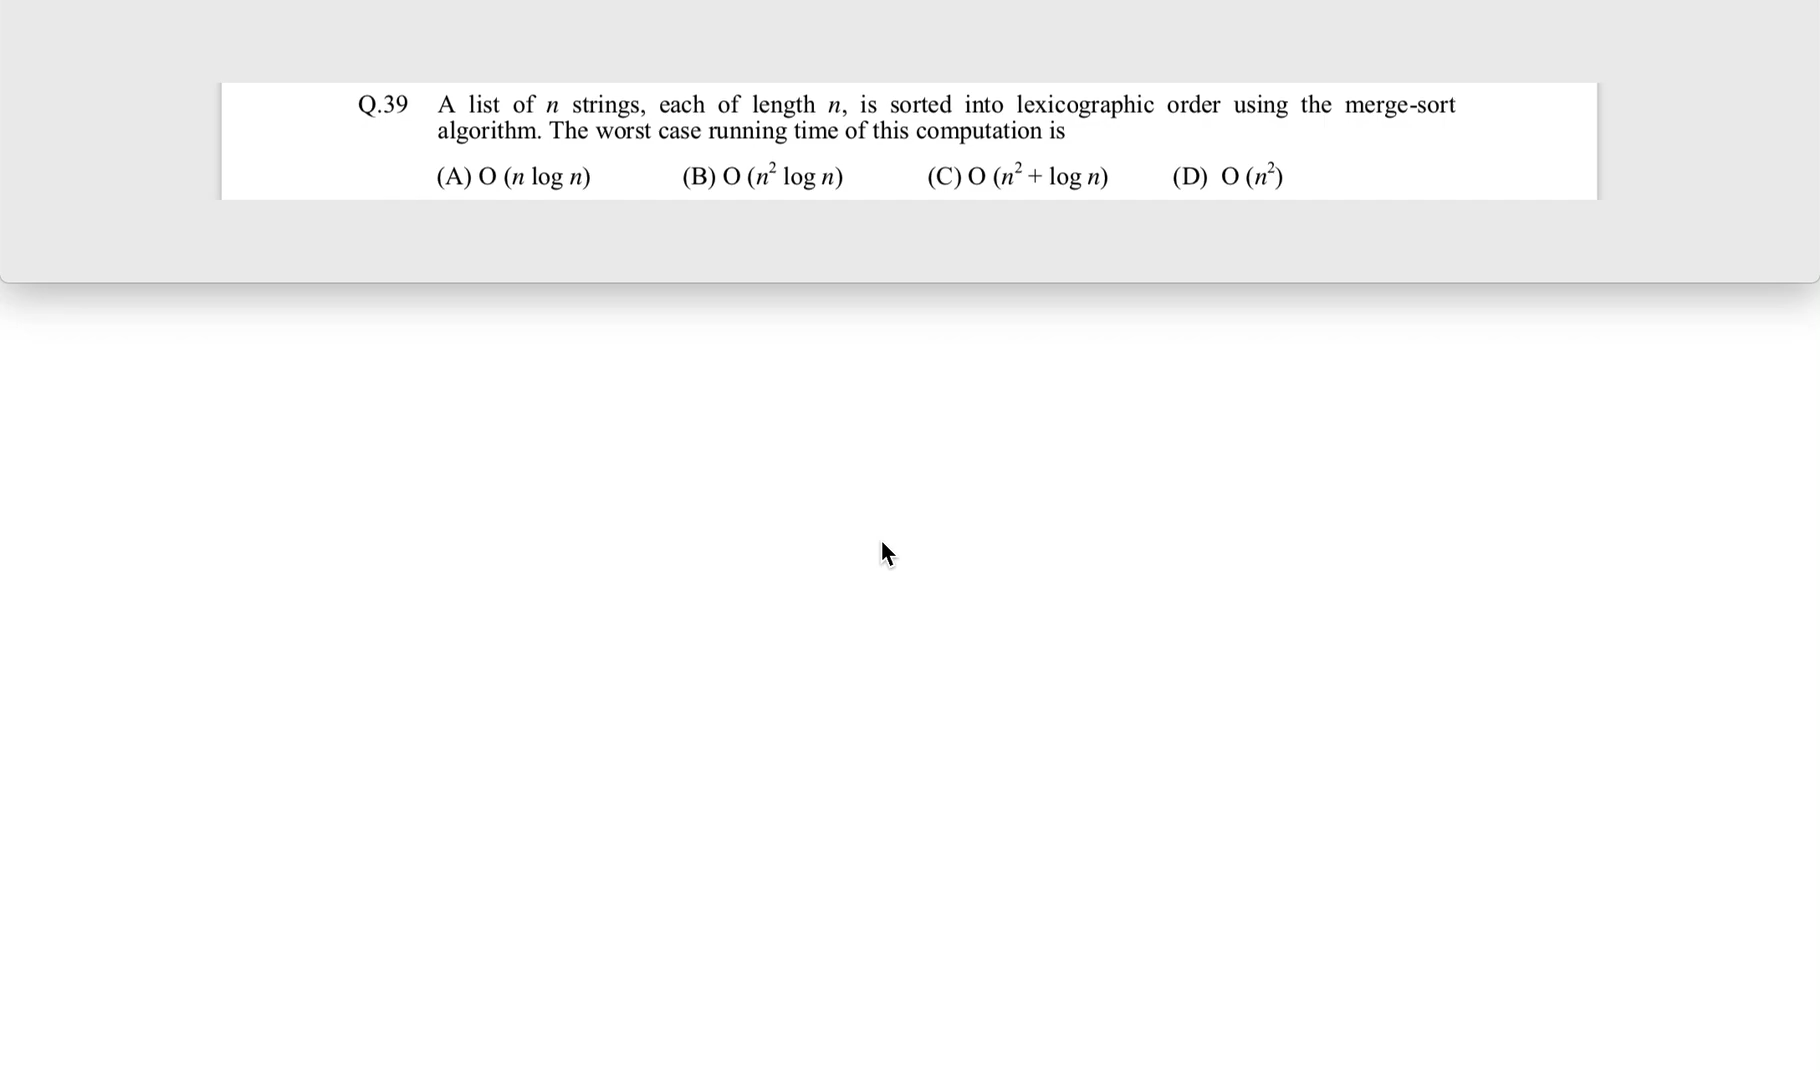 Q.39 A list of n strings, each of length n, is sorted into lexicographic order using the merge-sort
algorithm. The worst case running time of this computation is
(A) O (n log n) (B) O (n² log n) (C) O (n² + log n) (D) O (n²)